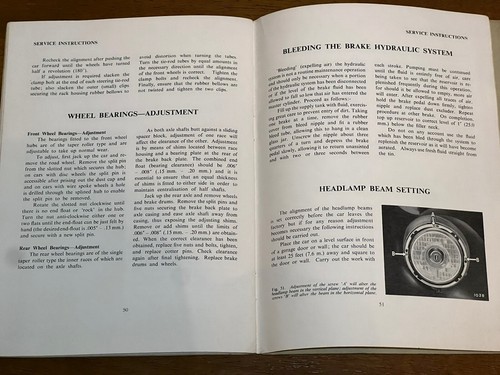 SERVICE INSTRUCTIONS
Recheck the alignment after pushing the
car forward until the wheels have turned
half a revolution (180°).
If adjustment is required slacken the
clamp bolt at the end of each steering tie-rod
tube; also slacken the outer (small) clips
securing the rack housing rubber bellows to
avoid distortion when turning the tubes.
Turn the tie-rod tubes by equal amounts in
the necessary direction until the alignment
of the front wheels is correct. Tighten the
clamp bolts and recheck the alignment.
Finally, ensure that the rubber bellows are
not twisted and tighten the two clips.
WHEEL BEARINGS—ADJUSTMENT
Front Wheel Bearings—Adjustment
The bearings fitted to the front wheel
hubs are of the taper roller type and are
adjustable to take up normal wear.
To adjust, first jack up the car and re-
move the road wheel. Remove the split pin
from the slotted nut which secures the hub;
on cars with disc wheels the split pin is
accessible after prising out the dust cap and
on cars with wire spoke wheels a hole
is drilled through the splined hub to enable
the split pin to be removed.
Rotate the slotted nut clockwise until
there is no end float or 'rock' in the hub.
Turn the nut anti-clockwise either one or
two flats until the end-float can be just felt by
hand (the desired end-float is .003" — .13 mm.)
and secure with a new split pin.
Rear Wheel Bearings—Adjustment
The rear wheel bearings are of the single
taper roller type the inner races of which are
located on the axle shafts.
As both axle shafts butt against a sliding
spacer block, adjustment of one race will
affect the clearance of the other. Adjustment
is by means of shims located between race
housing and a bearing plate at the rear of
the brake back plate. The combined end
float (bearing clearance) should be .006"
– .008" (.15 mm. – .20 mm.) and it is
essential to ensure that an equal thickness
of shims is fitted to either side in order to
maintain centralisation of half shafts.
Jack up the rear axle and remove wheels
and brake drums. Remove the split pins and
five nuts securing the brake back plate to
axle casing and ease axle shaft away from
casing, thus exposing the adjusting shims.
Remove or add shims until the limits of
.006" – .008" (.15 mm. – .20 mm.) are obtain-
ed. When the correct clearance has been
obtained, replace five nuts and bolts, tighten,
and replace cotter pins. Check clearance
again after final tightening. Replace brake
drums and wheels.
50
SERVICE INSTRUCTIONS
BLEEDING THE BRAKE HYDRAULIC SYSTEM
'Bleeding' (expelling air) the hydraulic
system is not a routine maintenance operation
and should only be necessary when a portion
of the hydraulic system has been disconnected
or if the level of the brake fluid has been
allowed to fall so low that air has entered the
master cylinder. Proceed as follows:–
Fill up the supply tank with fluid, exercis-
ing great care to prevent entry of dirt. Taking
one brake at a time, remove the rubber
cover from bleed nipple and fit a rubber
bleed tube, allowing this to hang in a clean
glass jar. Unscrew the nipple about three
quarters of a turn and depress the brake
pedal slowly, allowing it to return unassisted
and with two or three seconds between
each stroke. Pumping must be continued
until the fluid is entirely free of air, care
being taken to see that the reservoir is re-
plenished frequently during this operation,
for should it be allowed to empty, more air
will enter. After expelling all traces of air,
hold the brake pedal down firmly, tighten
nipple and replace dust excluder. Repeat
procedure at other brakes. On completion,
top up reservoir to correct level of 1" (25.0
mm.) below the filler neck.
Do not on any account use the fluid
which has been bled through the system to
replenish the reservoir as it will have become
aerated. Always use fresh fluid straight from
the tin.
HEADLAMP BEAM SETTING
The alignment of the headlamp beams
is set correctly before the car leaves the
factory but if for any reason adjustment
becomes necessary the following instructions
should be carried out.
Place the car on a level surface in front
of a garage door or wall; the car should be
at least 25 feet (7.6 m.) away and square to
the door or wall. Carry out the work with
Fig. 31. Adjustment of the screw 'A' will alter the
headlamp beam in the vertical plane; adjustment of the
screws 'B' will alter the beam in the horizontal plane.
51